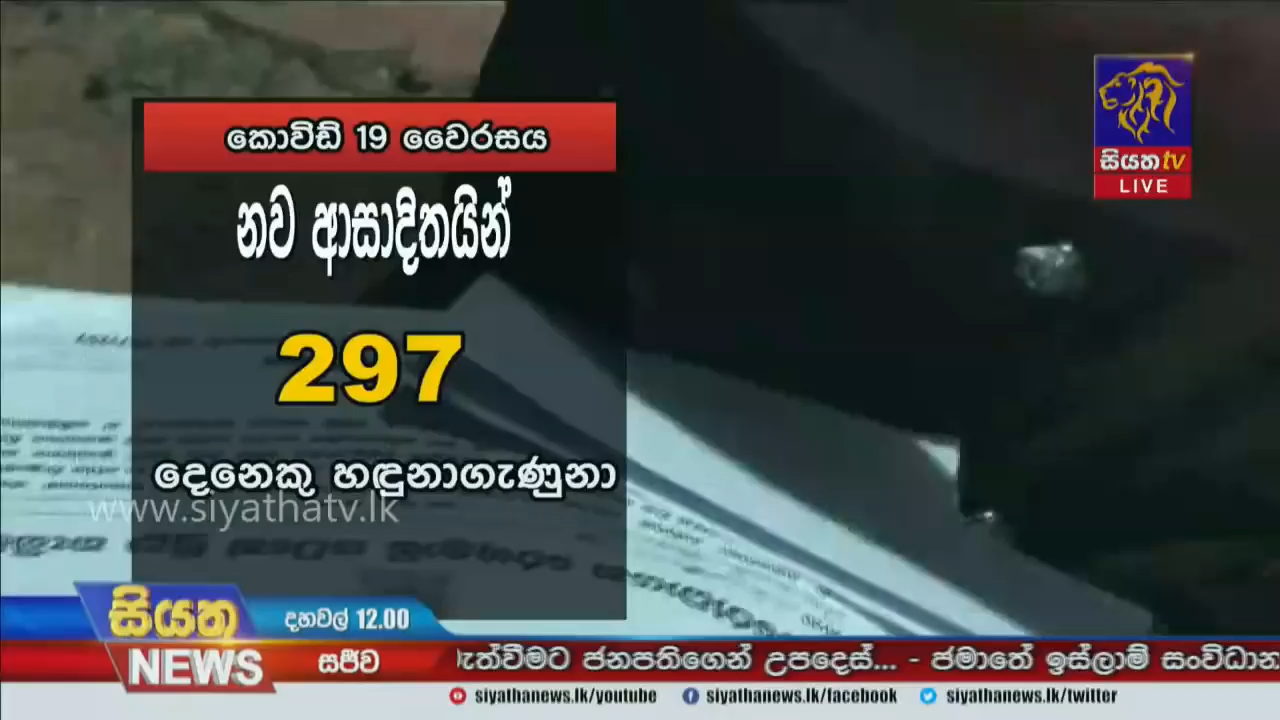 කොවිඩ් 19 වෛරසය
නව ආසාදිතයින්
297
දෙනෙකු හඳුනාගැණුනා
www.siyathatv.lk
සියත tv
LIVE
සියත
NEWS
දහවල් 12.00
සජීව
ජනපතිගෙන් උපදෙස්... - ජමාතේ ඉස්ලාම් සංවිධාන
siyathanews.lk/youtube siyathanews.lk/facebook siyathanews.lk/twitter